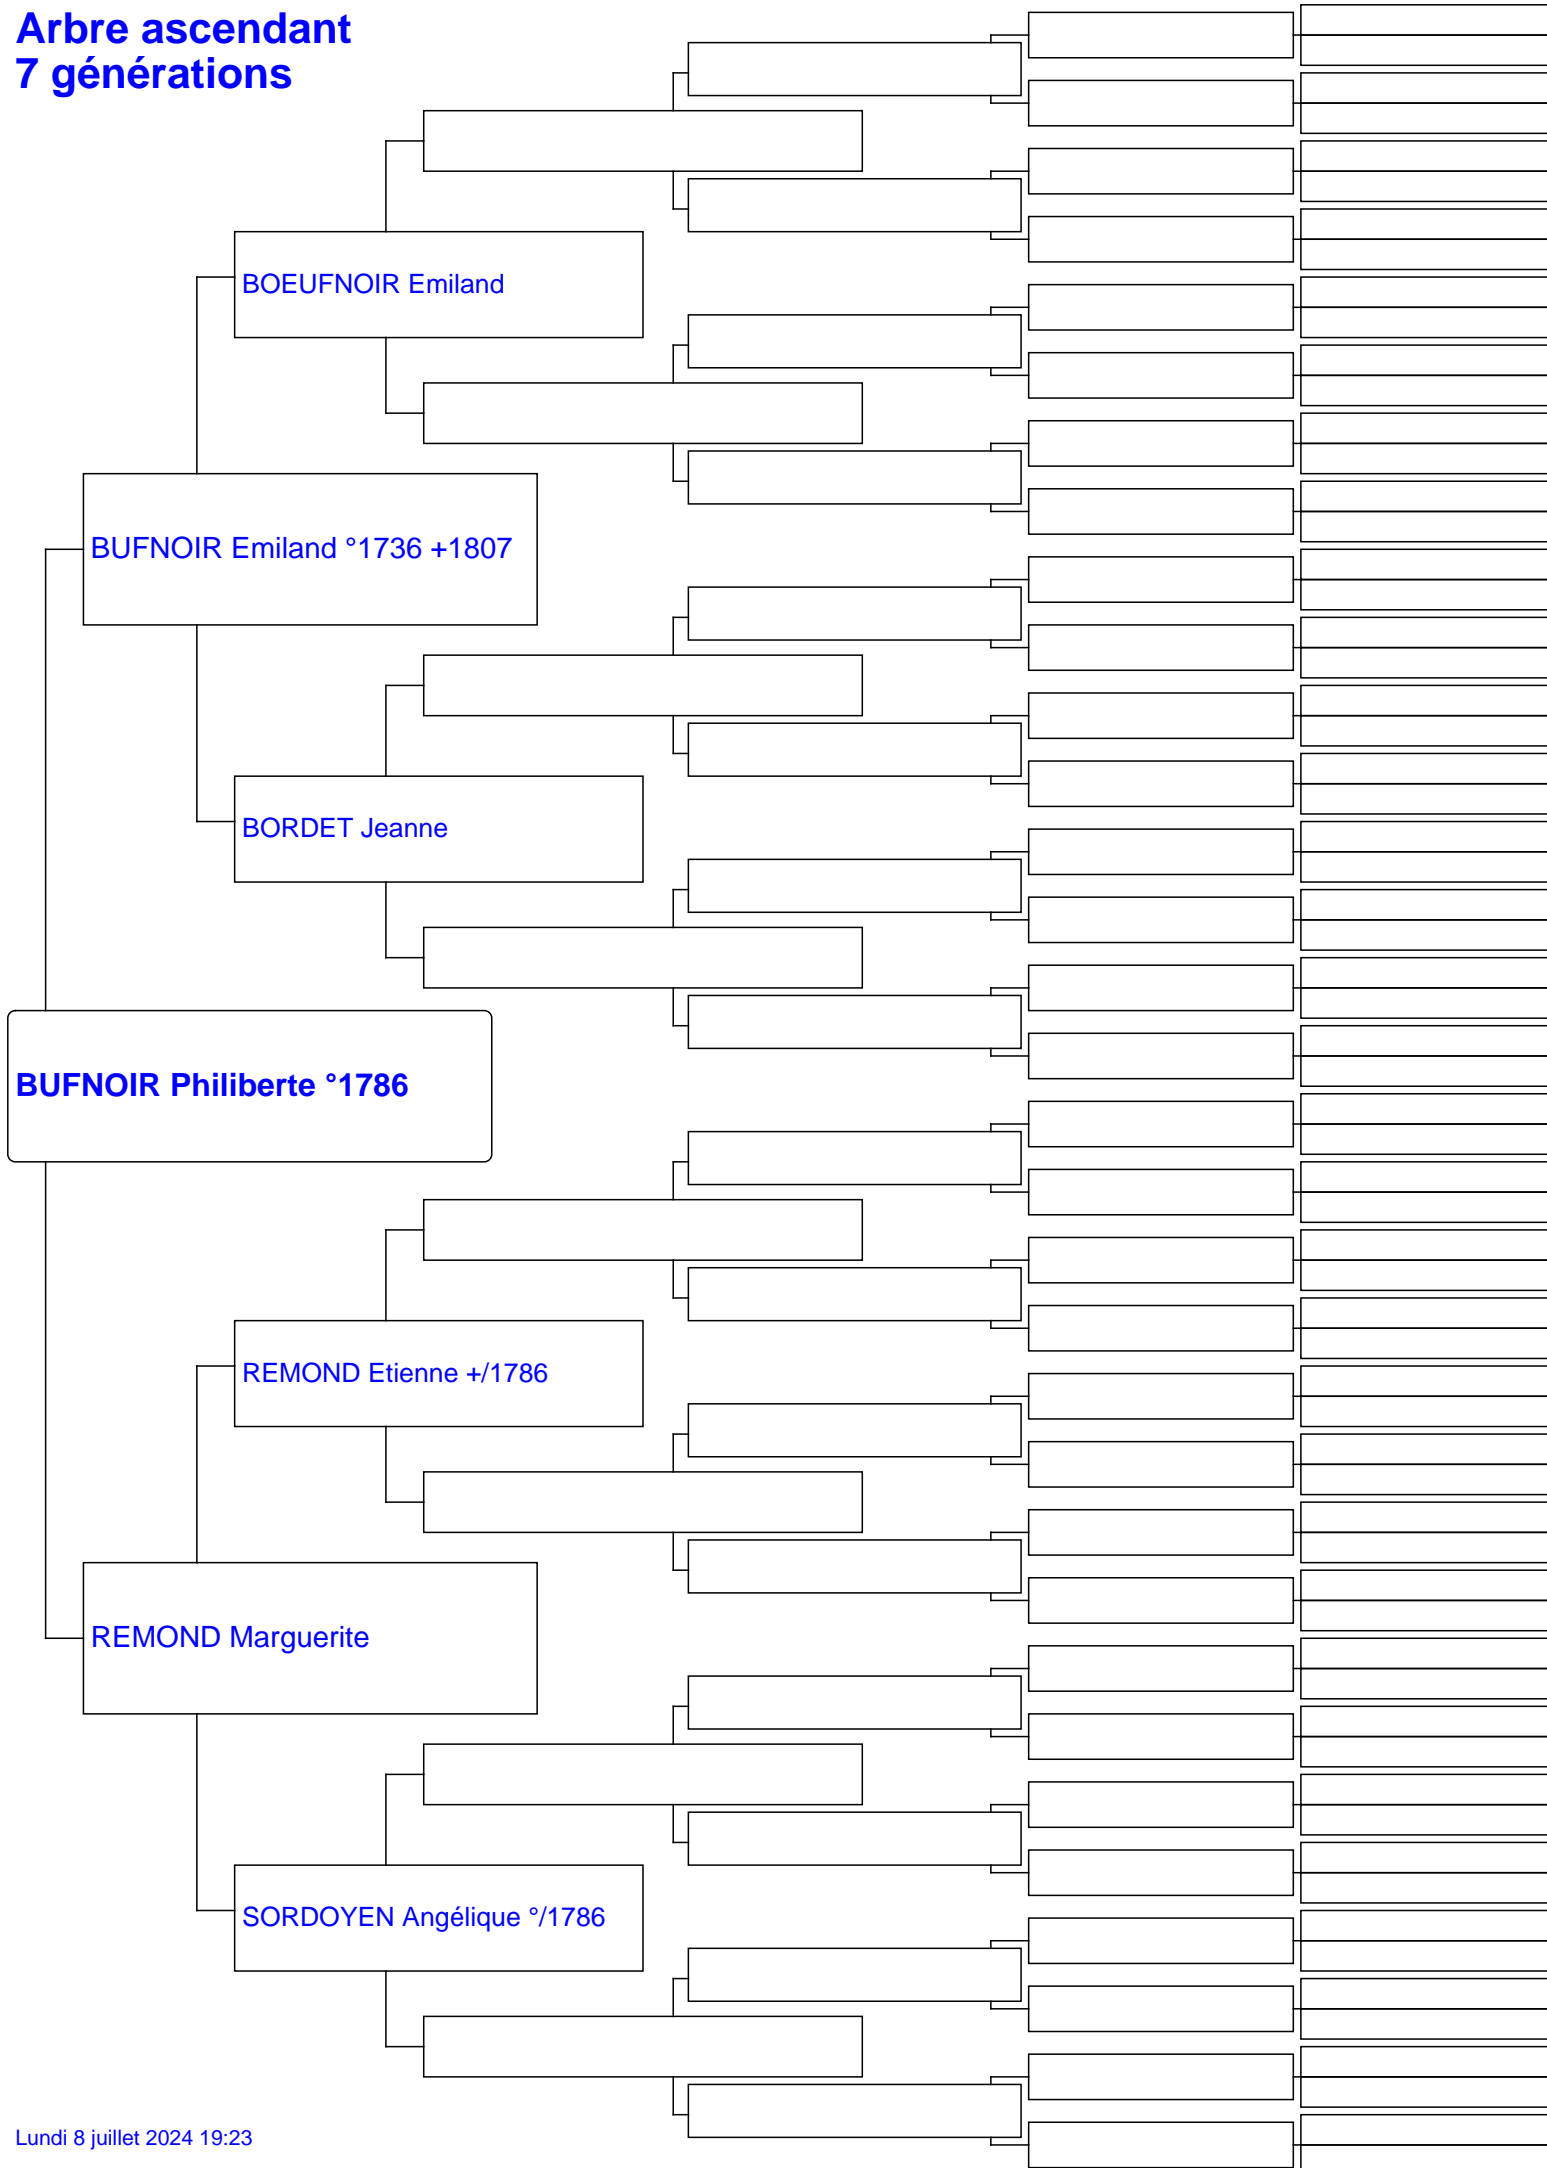 Arbre ascendant
7 générations
BOEUFNOIR Emiland
BUFNOIR Emiland °1736 +1807
BORDET Jeanne
BUFNOIR Philiberte °1786
REMOND Etienne +/1786
REMOND Marguerite
SORDOYEN Angélique °/1786
Lundi 8 juillet 2024 19:23